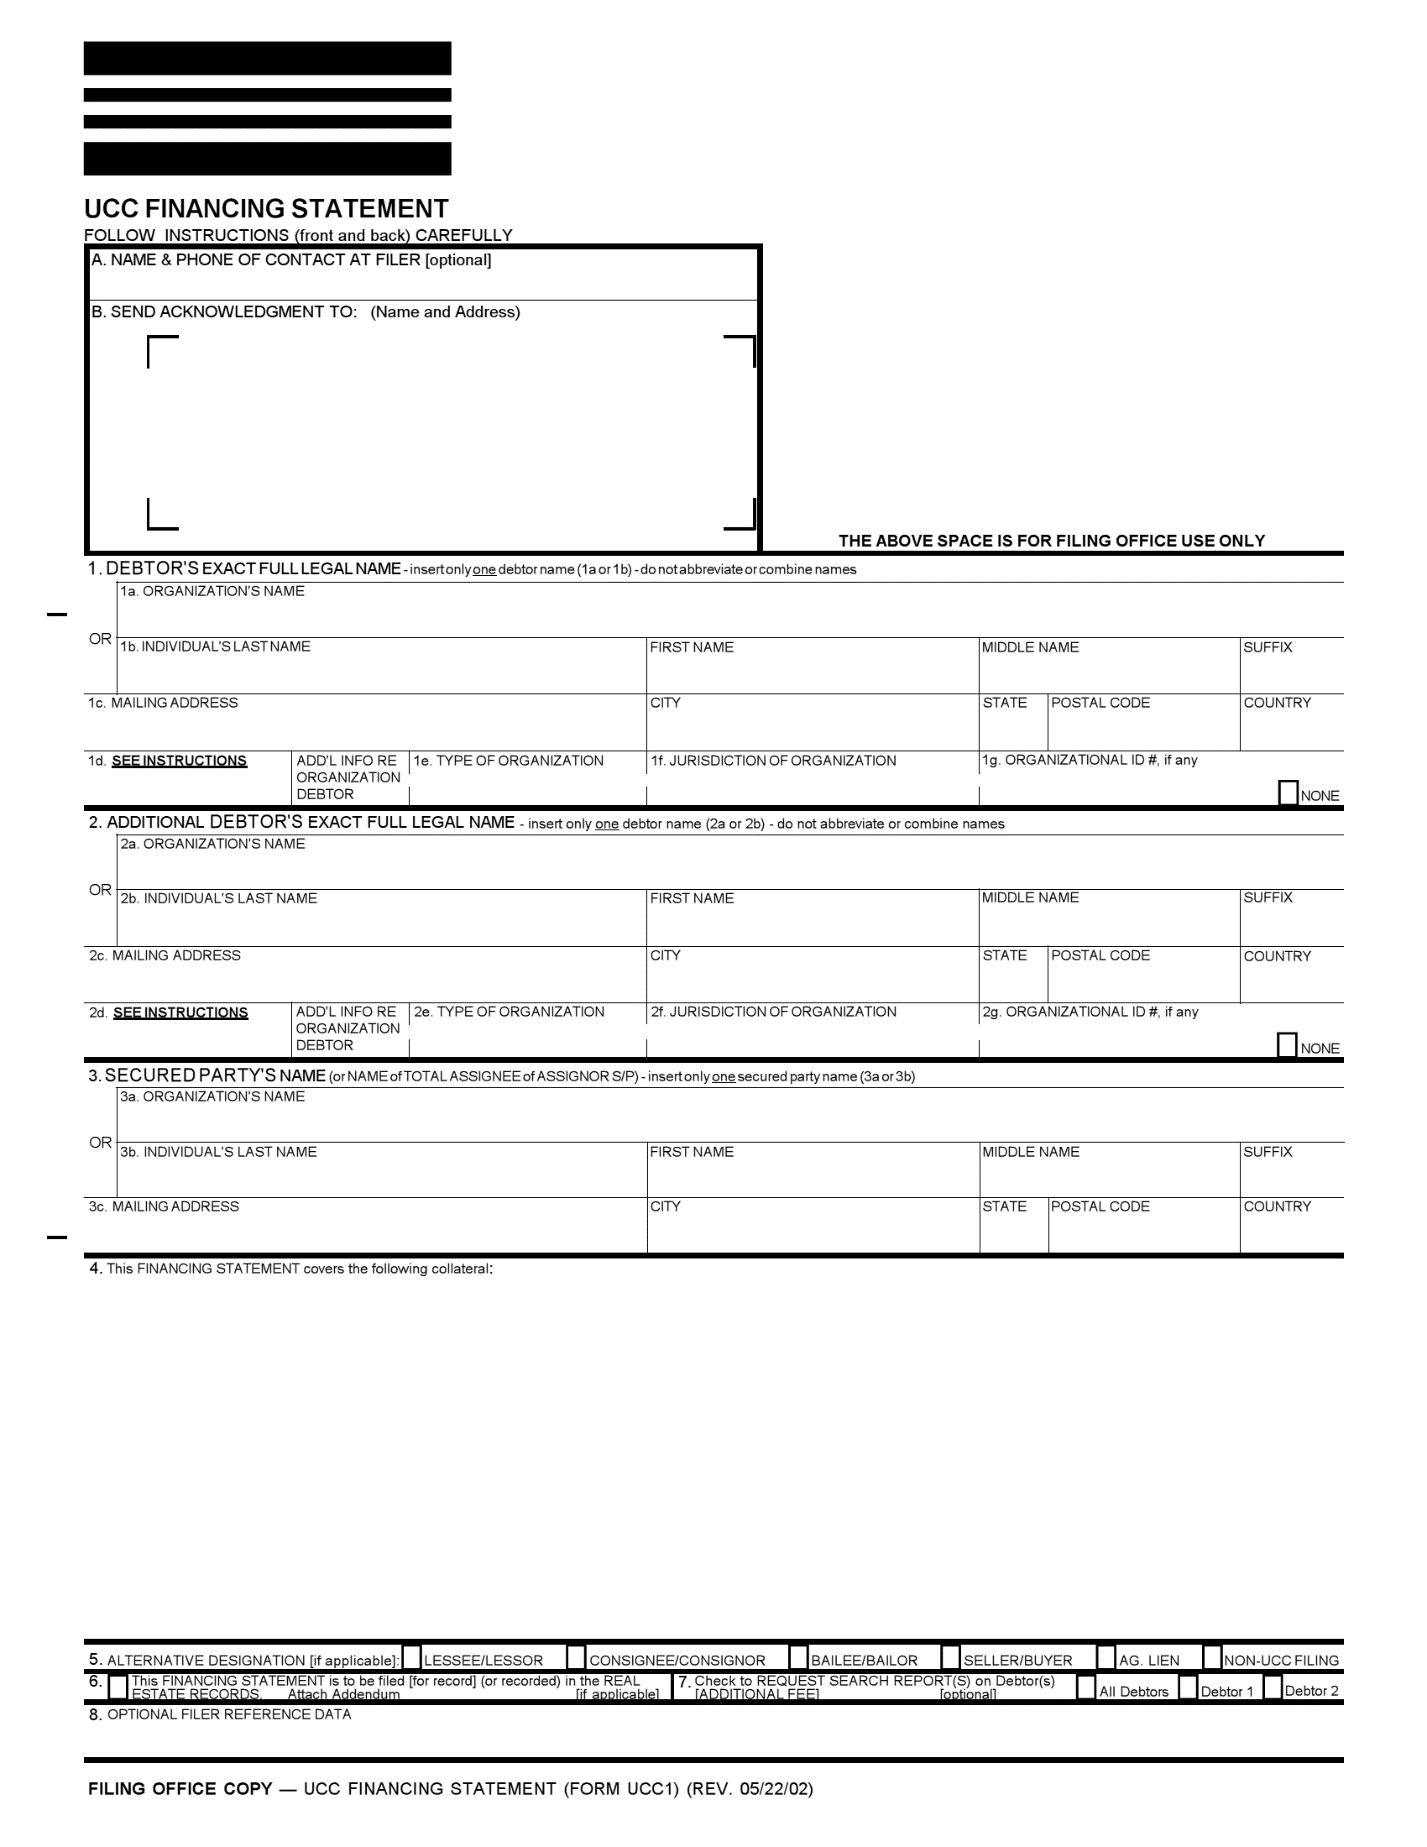 UCC FINANCING STATEMENT
FOLLOW INSTRUCTIONS (front and back) CAREFULLY
A. NAME & PHONE OF CONTACT AT FILER [optional]
B. SEND ACKNOWLEDGMENT TO: (Name and Address)
THE ABOVE SPACE IS FOR FILING OFFICE USE ONLY
1. DEBTOR'S EXACT FULL LEGAL NAME - insert only one debtor name (1a or 1b) - do not abbreviate or combine names
1a. ORGANIZATION'S NAME
OR
1b. INDIVIDUAL'S LAST NAME FIRST NAME MIDDLE NAME SUFFIX
1c. MAILING ADDRESS CITY STATE POSTAL CODE COUNTRY
1d. SEE INSTRUCTIONS ADD'L INFO RE 1e. TYPE OF ORGANIZATION 1f. JURISDICTION OF ORGANIZATION 1g. ORGANIZATIONAL ID #, if any
ORGANIZATION
DEBTOR NONE
2. ADDITIONAL DEBTOR'S EXACT FULL LEGAL NAME - insert only one debtor name (2a or 2b) - do not abbreviate or combine names
2a. ORGANIZATION'S NAME
OR
2b. INDIVIDUAL'S LAST NAME FIRST NAME MIDDLE NAME SUFFIX
2c. MAILING ADDRESS CITY STATE POSTAL CODE COUNTRY
2d. SEE INSTRUCTIONS ADD'L INFO RE 2e. TYPE OF ORGANIZATION 2f. JURISDICTION OF ORGANIZATION 2g. ORGANIZATIONAL ID #, if any
ORGANIZATION
DEBTOR NONE
3. SECURED PARTY'S NAME (or NAME of TOTAL ASSIGNEE of ASSIGNOR S/P) - insert only one secured party name (3a or 3b)
3a. ORGANIZATION'S NAME
OR
3b. INDIVIDUAL'S LAST NAME FIRST NAME MIDDLE NAME SUFFIX
3c. MAILING ADDRESS CITY STATE POSTAL CODE COUNTRY
4. This FINANCING STATEMENT covers the following collateral:
5. ALTERNATIVE DESIGNATION [if applicable]: LESSEE/LESSOR CONSIGNEE/CONSIGNOR BAILEE/BAILOR SELLER/BUYER AG. LIEN NON-UCC FILING
6. This FINANCING STATEMENT is to be filed [for record] (or recorded) in the REAL
ESTATE RECORDS. Attach Addendum [if applicable]
7. Check to REQUEST SEARCH REPORT(S) on Debtor(s)
[ADDITIONAL FEE] [optional] All Debtors Debtor 1 Debtor 2
8. OPTIONAL FILER REFERENCE DATA
FILING OFFICE COPY — UCC FINANCING STATEMENT (FORM UCC1) (REV. 05/22/02)